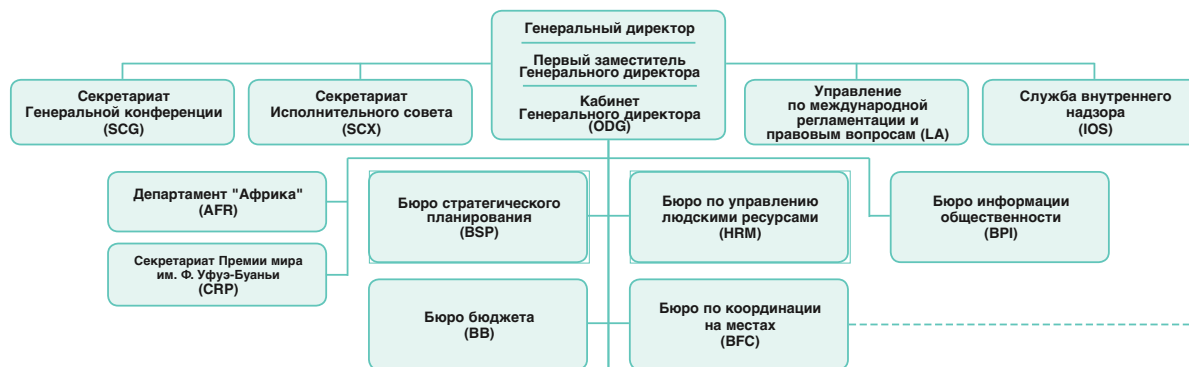 Генеральный директор
Первый заместитель
Генерального директора
Кабинет
Генерального директора
(ODG)
Секретариат
Генеральной конференции
(SCG)
Секретариат
Исполнительного совета
(SCX)
Управление
по международной
регламентации и
правовым вопросам (LA)
Служба внутреннего
надзора
(IOS)
Департамент "Африка"
(AFR)
Бюро стратегического
планирования
(BSP)
Бюро по управлению
людскими ресурсами
(HRM)
Бюро информации
общественности
(BPI)
Секретариат Премии мира
им. Ф. Уфуэ-Буаньи
(CRP)
Бюро бюджета
(BB)
Бюро по координации
на местах
(BFC)